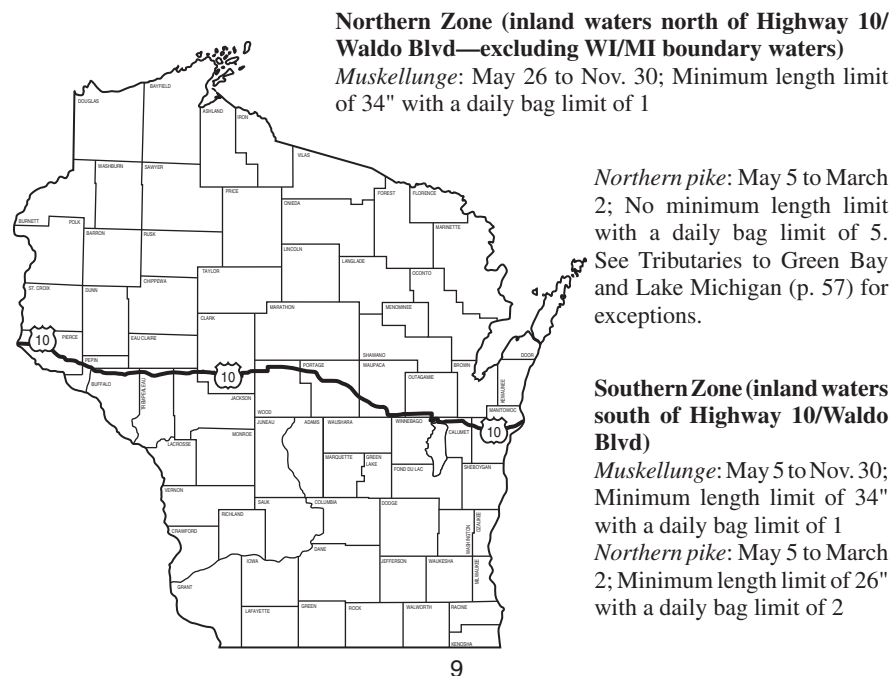 Northern Zone (inland waters north of Highway 10/
Waldo Blvd—excluding WI/MI boundary waters)
Muskellunge: May 26 to Nov. 30; Minimum length limit
of 34" with a daily bag limit of 1
Northern pike: May 5 to March
2; No minimum length limit
with a daily bag limit of 5.
See Tributaries to Green Bay
and Lake Michigan (p. 57) for
exceptions.
Southern Zone (inland waters
south of Highway 10/Waldo
Blvd)
Muskellunge: May 5 to Nov. 30;
Minimum length limit of 34"
with a daily bag limit of 1
Northern pike: May 5 to March
2; Minimum length limit of 26"
with a daily bag limit of 2
BAYFIELD
DOUGLAS
ASHLAND
IRON
VILAS
WASHBURN
SAWYER
PRICE
ONIEDA
FOREST
FLORENCE
MARINETTE
BURNETT
POLK
BARRON
RUSK
LINCOLN
LANGLADE
OCONTO
TAYLOR
CHIPPEWA
ST. CROIX
DUNN
MARATHON
MENOMINEE
CLARK
PIERCE
EAU CLAIRE
PEPIN
SHAWANO
DOOR
10
BUFFALO
TREMPEALEAU
JACKSON
10
WOOD
PORTAGE
WAUPACA
OUTAGAMIE
BROWN
KEWAUNEE
MANITOWOC
10
MONROE
LACROSSE
JUNEAU
ADAMS
WAUSHARA
WINNEBAGO
CALUMET
MARQUETTE
GREEN
LAKE
FOND DU LAC
SHEBOYGAN
VERNON
SAUK
COLUMBIA
DODGE
RICHLAND
CRAWFORD
WASHINGTON
OZAUKEE
DANE
IOWA
JEFFERSON
WAUKESHA
MILWAUKEE
GRANT
LAFAYETTE
GREEN
ROCK
WALWORTH
RACINE
KENOSHA
9